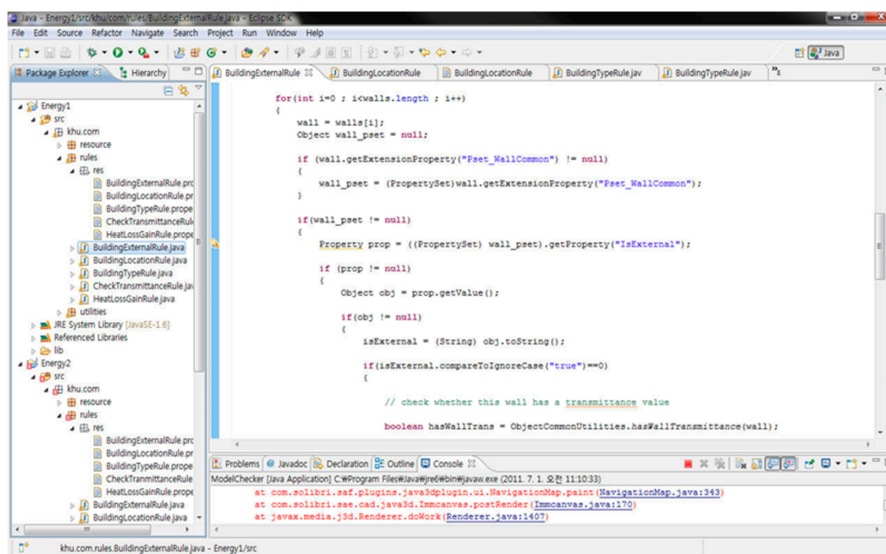 Java - Energy1/src/khu/com/rules/BuildingExternalRule.java - Eclipse SDK
File Edit Source Refactor Navigate Search Project Run Window Help
Java
Package Explorer Hierarchy
BuildingExternalRule BuildingLocationRule BuildingLocationRule BuildingTypeRule.jav BuildingTypeRule.jav
Energy1
src
khu.com
resource
rules
res
BuildingExternalRule.prc
BuildingLocationRule.pro
BuildingTypeRule.prope
CheckTransmittanceRule
HeatLossGainRule.prope
BuildingExternalRule.java
BuildingLocationRule.java
BuildingTypeRule.java
CheckTransmittanceRule.jav
HeatLossGainRule.java
utilities
JRE System Library [JavaSE-1.6]
Referenced Libraries
lib
Energy2
src
khu.com
resource
rules
res
BuildingExternalRule.prc
BuildingLocationRule.pro
BuildingTypeRule.prope
CheckTranmittanceRule
HeatLossGainRule.prope
BuildingExternalRule.java
BuildingLocationRule.java
for(int i=0 ; i<walls.length ; i++)
{
wall = walls[i];
Object wall_pset = null;
if (wall.getExtensionProperty("Pset_WallCommon") != null)
{
wall_pset = (PropertySet)wall.getExtensionProperty("Pset_WallCommon");
}
if(wall_pset != null)
{
Property prop = ((PropertySet) wall_pset).getProperty("IsExternal");
if (prop != null)
{
Object obj = prop.getValue();
if(obj != null)
{
isExternal = (String) obj.toString();
if(isExternal.compareToIgnoreCase("true")==0)
{
// check whether this wall has a transmittance value
boolean hasWallTrans = ObjectCommonUtilities.hasWallTransmittance(wall);
Problems Javadoc Declaration Outline Console
ModelChecker [Java Application] C:₩Program Files₩Java₩jre6₩bin₩javaw.exe (2011. 7. 1. 오전 11:10:33)
at com.solibri.saf.plugins.java3dplugin.ui.NavigationMap.paint(NavigationMap.java:343)
at com.solibri.sae.cad.java3d.Immcanvas.postRender(Immcanvas.java:170)
at javax.media.j3d.Renderer.doWork(Renderer.java:1407)
khu.com.rules.BuildingExternalRule.java - Energy1/src